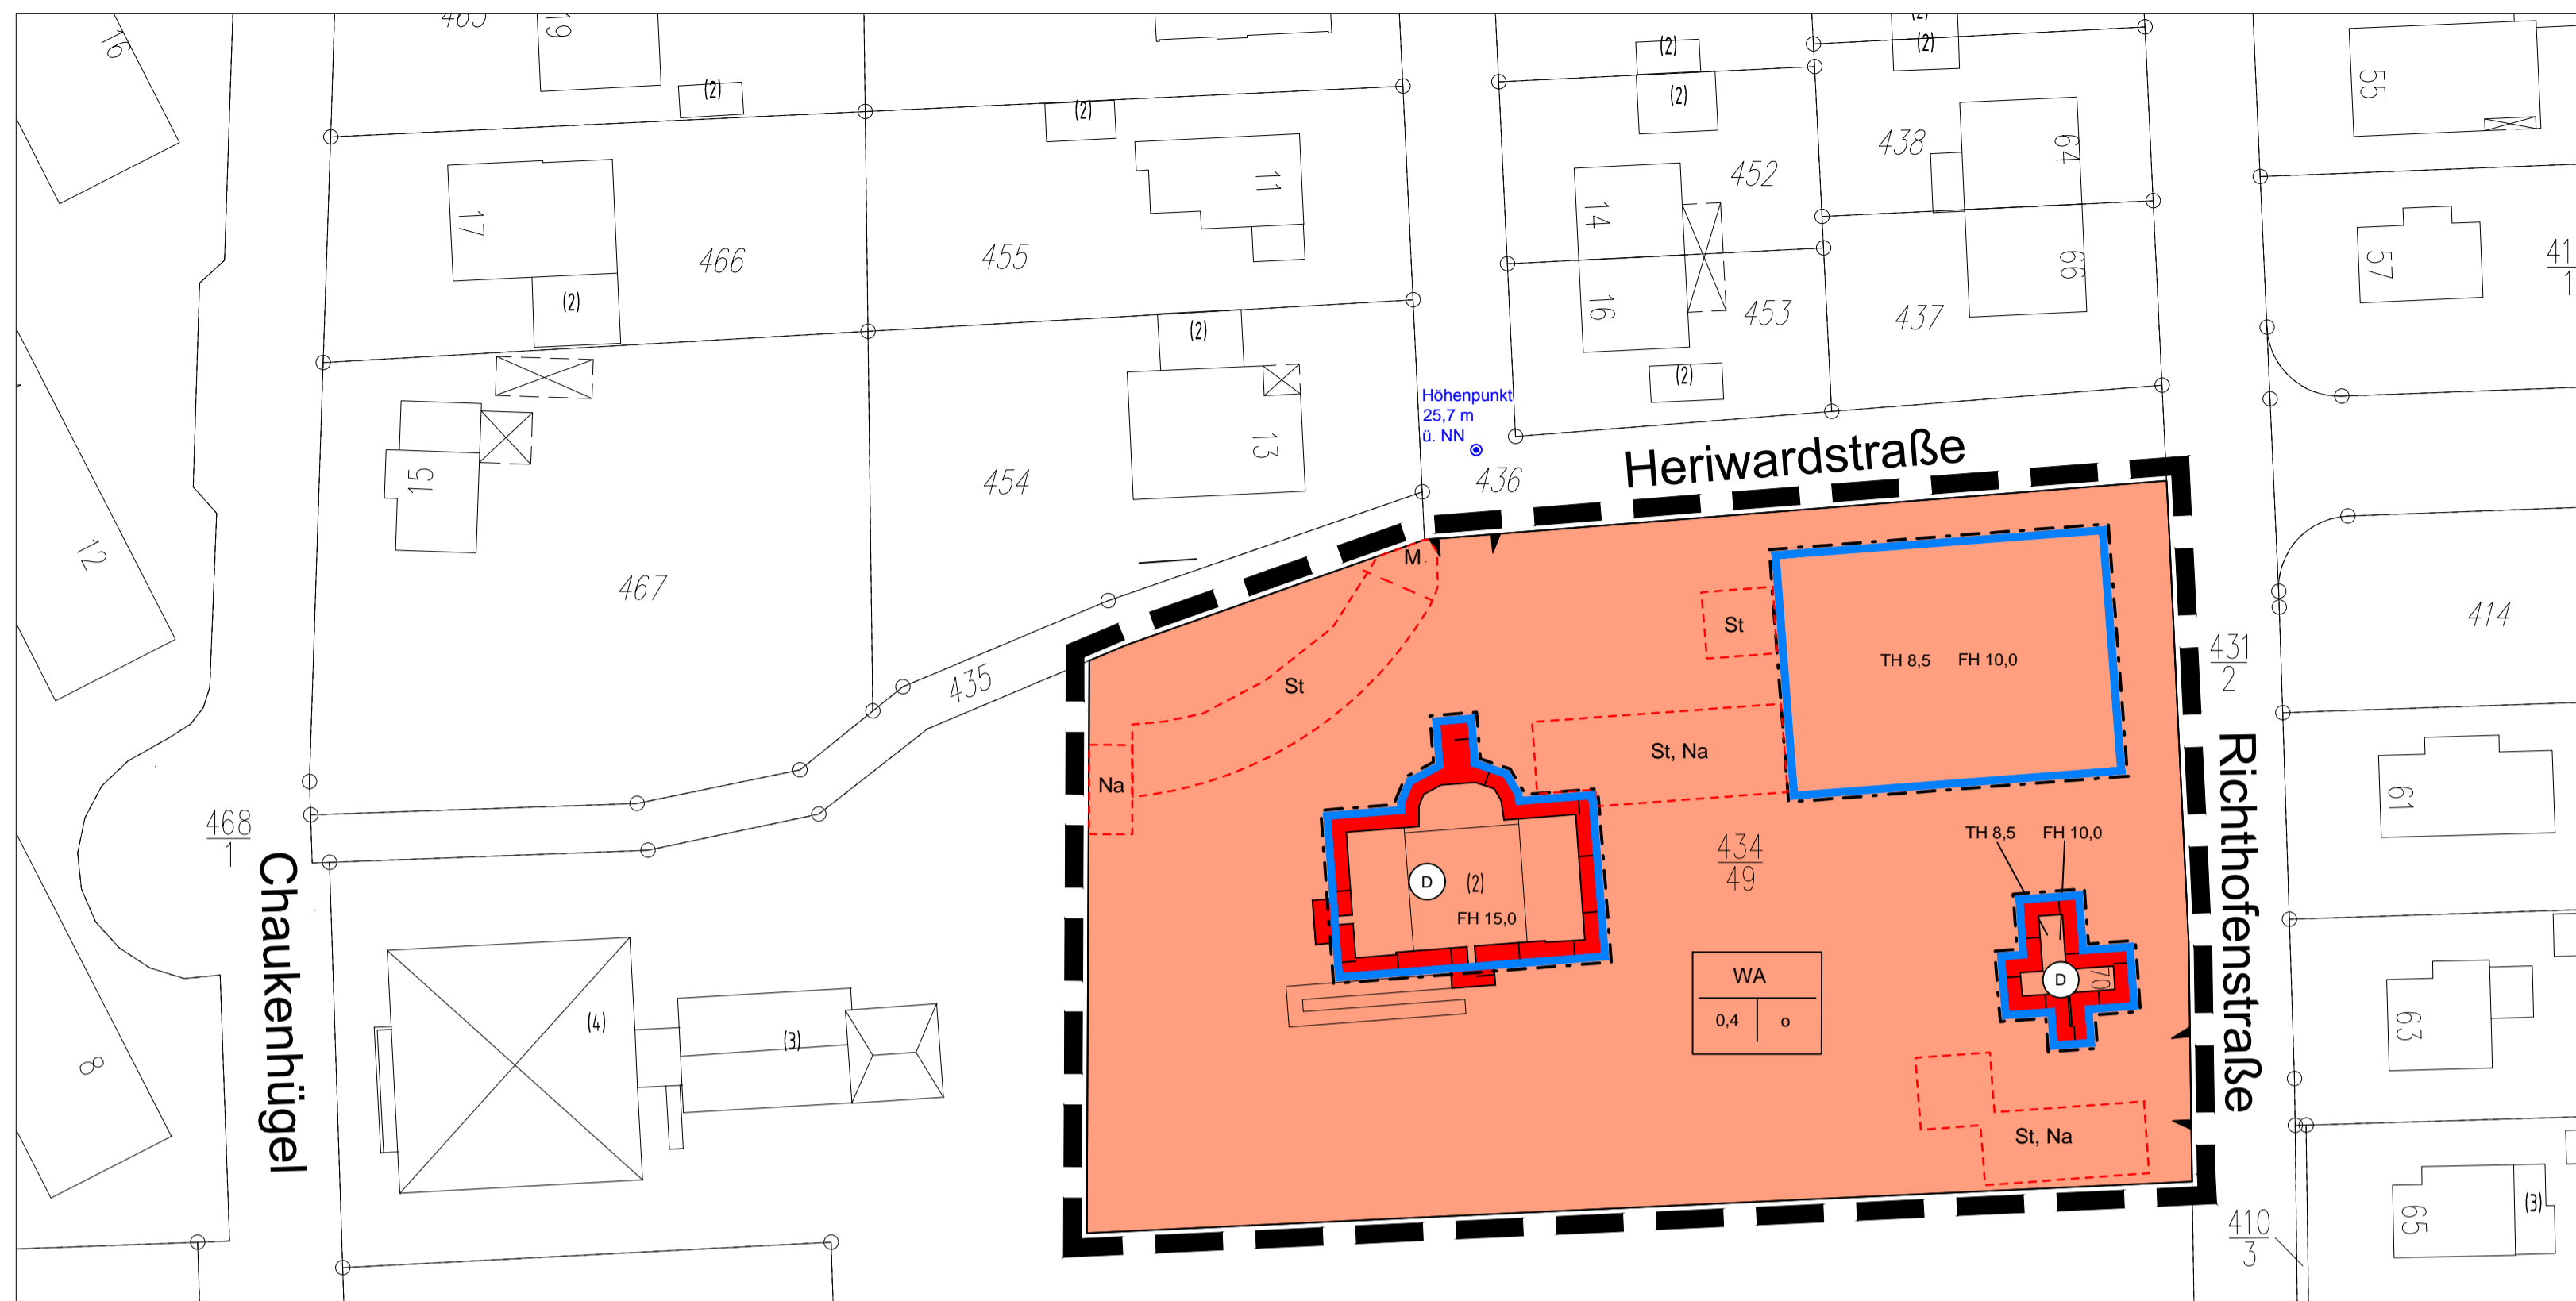 16
465
19
(2)
(2)
(2)
(2)
(2)
(2)
55
17
466
(2)
455
11
452
438
64
14
16
453
437
66
57
41
1
(2)
(2)
15
13
454
467
12
Höhenpunkt
25,7 m
ü. NN
436
Heriwardstraße
M
St
St
TH 8,5 FH 10,0
414
431
2
435
Na
St, Na
Richthofenstraße
61
468
1
Chaukenhügel
434
49
TH 8,5 FH 10,0
D
(2)
FH 15,0
WA
0,4
o
D
70
(4)
(3)
8
63
St, Na
65
(3)
410
3